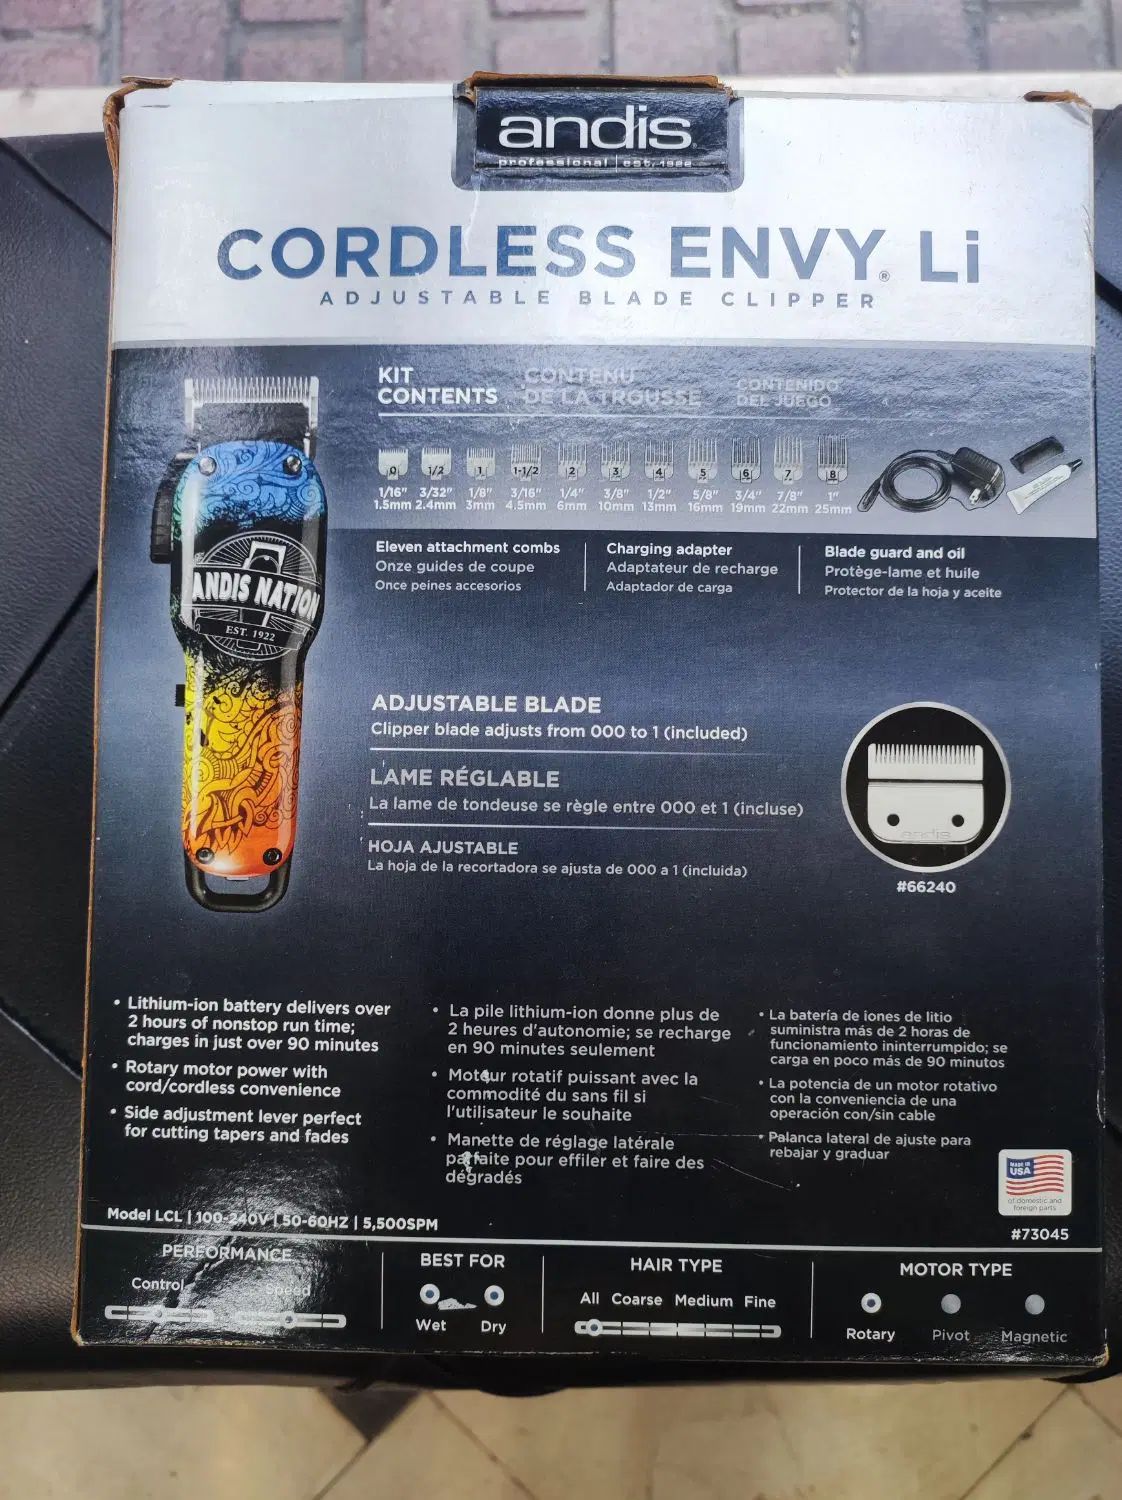 andis
professional | est. 1922
CORDLESS ENVY® Li
ADJUSTABLE BLADE CLIPPER
KIT
CONTENTS
CONTENU
DE LA TROUSSE
CONTENIDO
DEL JUEGO
0 1/2 1 1-1/2 2 3 4 5 6 7 8
1/16" 3/32" 1/8" 3/16" 1/4" 3/8" 1/2" 5/8" 3/4" 7/8" 1"
1.5mm 2.4mm 3mm 4.5mm 6mm 10mm 13mm 16mm 19mm 22mm 25mm
Eleven attachment combs
Onze guides de coupe
Once peines accesorios
Charging adapter
Adaptateur de recharge
Adaptador de carga
Blade guard and oil
Protège-lame et huile
Protector de la hoja y aceite
ANDIS NATION
EST. 1922
ADJUSTABLE BLADE
Clipper blade adjusts from 000 to 1 (included)
LAME RÉGLABLE
La lame de tondeuse se règle entre 000 et 1 (incluse)
HOJA AJUSTABLE
La hoja de la recortadora se ajusta de 000 a 1 (incluida)
andis
#66240
• Lithium-ion battery delivers over
2 hours of nonstop run time;
charges in just over 90 minutes
• Rotary motor power with
cord/cordless convenience
• Side adjustment lever perfect
for cutting tapers and fades
• La pile lithium-ion donne plus de
2 heures d'autonomie; se recharge
en 90 minutes seulement
• Moteur rotatif puissant avec la
commodité du sans fil si
l'utilisateur le souhaite
• Manette de réglage latérale
parfaite pour effiler et faire des
dégradés
• La batería de iones de litio
suministra más de 2 horas de
funcionamiento ininterrumpido; se
carga en poco más de 90 minutos
• La potencia de un motor rotativo
con la conveniencia de una
operación con/sin cable
• Palanca lateral de ajuste para
rebajar y graduar
MADE IN
USA
of domestic and
foreign parts
#73045
Model LCL | 100-240V | 50-60HZ | 5,500SPM
PERFORMANCE
Control Speed
BEST FOR
Wet Dry
HAIR TYPE
All Coarse Medium Fine
MOTOR TYPE
Rotary Pivot Magnetic